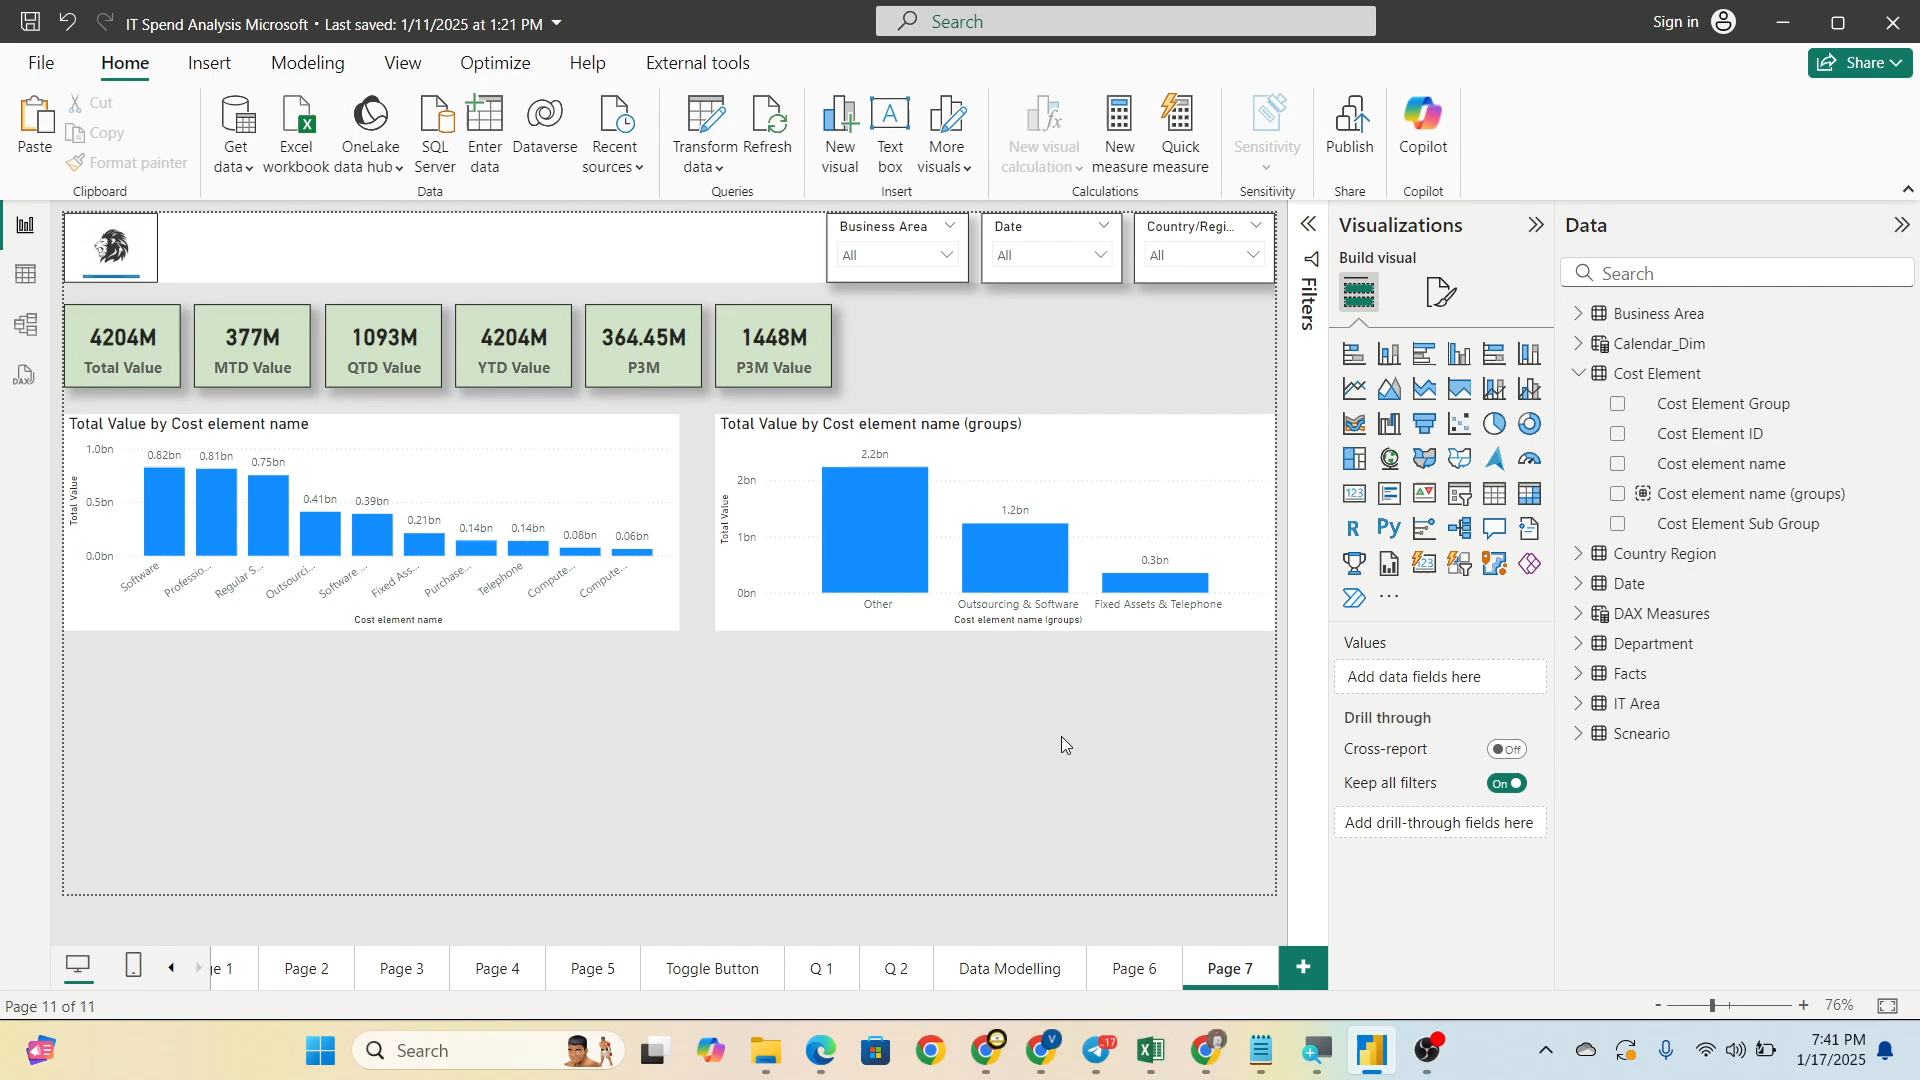 IT Spend Analysis Microsoft • Last saved: 1/11/2025 at 1:21 PM
Search
Sign in
File Home Insert Modeling View Optimize Help External tools
Share
Paste
Cut
Copy
Format painter
Clipboard
Get data
Excel workbook
OneLake data hub
SQL Server
Enter data
Dataverse
Recent sources
Data
Transform data
Refresh
Queries
New visual
Text box
More visuals
Insert
New visual calculation
New measure
Quick measure
Calculations
Sensitivity
Sensitivity
Publish
Share
Copilot
Copilot
Business Area
All
Date
All
Country/Regi...
All
4204M
Total Value
377M
MTD Value
1093M
QTD Value
4204M
YTD Value
364.45M
P3M
1448M
P3M Value
Total Value by Cost element name
Total Value
1.0bn
0.5bn
0.0bn
0.82bn 0.81bn 0.75bn 0.41bn 0.39bn 0.21bn 0.14bn 0.14bn 0.08bn 0.06bn
Software Professio... Regular S... Outsourci... Software ... Fixed Ass... Purchase... Telephone Compute... Compute...
Cost element name
Total Value by Cost element name (groups)
Total Value
2bn
1bn
0bn
2.2bn 1.2bn 0.3bn
Other Outsourcing & Software Fixed Assets & Telephone
Cost element name (groups)
Filters
Visualizations
Build visual
123
R Py
123
Values
Add data fields here
Drill through
Cross-report Off
Keep all filters On
Add drill-through fields here
Data
Search
Business Area
Calendar_Dim
Cost Element
Cost Element Group
Cost Element ID
Cost element name
Cost element name (groups)
Cost Element Sub Group
Country Region
Date
DAX Measures
Department
Facts
IT Area
Scneario
DAX
ge 1 Page 2 Page 3 Page 4 Page 5 Toggle Button Q 1 Q 2 Data Modelling Page 6 Page 7
Page 11 of 11
- + 76%
Search
17
7:41 PM
1/17/2025